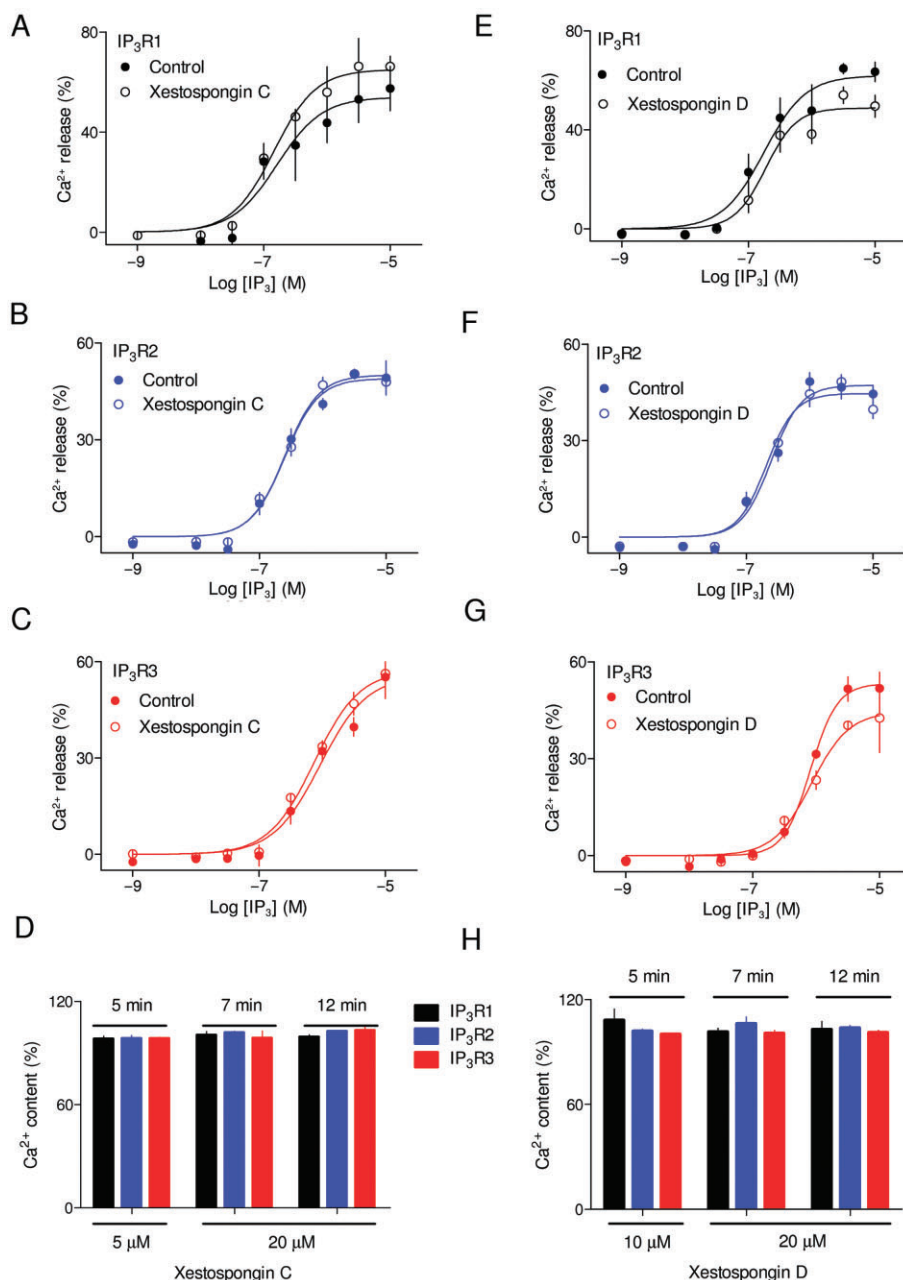 A
IP₃R1
Control
Xestospongin C
Ca²⁺ release (%)
80
40
0
−9
−7
−5
Log [IP₃] (M)
B
IP₃R2
Control
Xestospongin C
Ca²⁺ release (%)
60
30
0
−9
−7
−5
Log [IP₃] (M)
C
IP₃R3
Control
Xestospongin C
Ca²⁺ release (%)
60
30
0
−9
−7
−5
Log [IP₃] (M)
D
5 min
7 min
12 min
Ca²⁺ content (%)
120
60
0
5 µM
20 µM
Xestospongin C
IP₃R1
IP₃R2
IP₃R3
E
IP₃R1
Control
Xestospongin D
Ca²⁺ release (%)
80
40
0
−9
−7
−5
Log [IP₃] (M)
F
IP₃R2
Control
Xestospongin D
Ca²⁺ release (%)
60
30
0
−9
−7
−5
Log [IP₃] (M)
G
IP₃R3
Control
Xestospongin D
Ca²⁺ release (%)
60
30
0
−9
−7
−5
Log [IP₃] (M)
H
5 min
7 min
12 min
Ca²⁺ content (%)
120
60
0
10 µM
20 µM
Xestospongin D